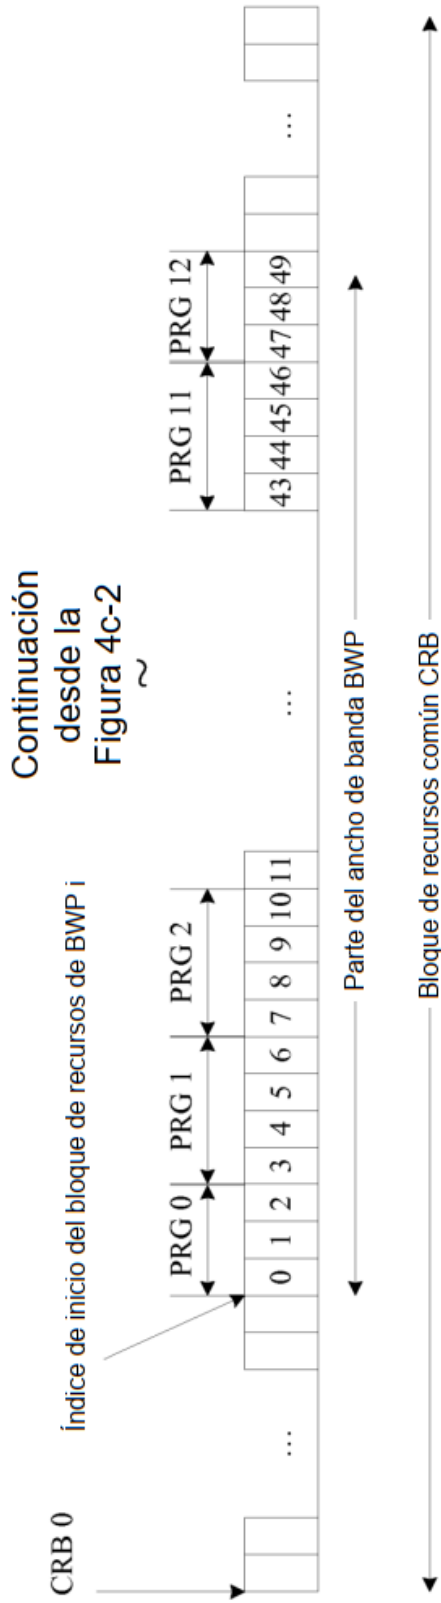 Continuación
desde la
Figura 4c-2
~
CRB 0
Índice de inicio del bloque de recursos de BWP i
PRG 0 PRG 1 PRG 2 PRG 11 PRG 12
... 0 1 2 3 4 5 6 7 8 9 10 11 ... 43 44 45 46 47 48 49 ...
Parte del ancho de banda BWP
Bloque de recursos común CRB